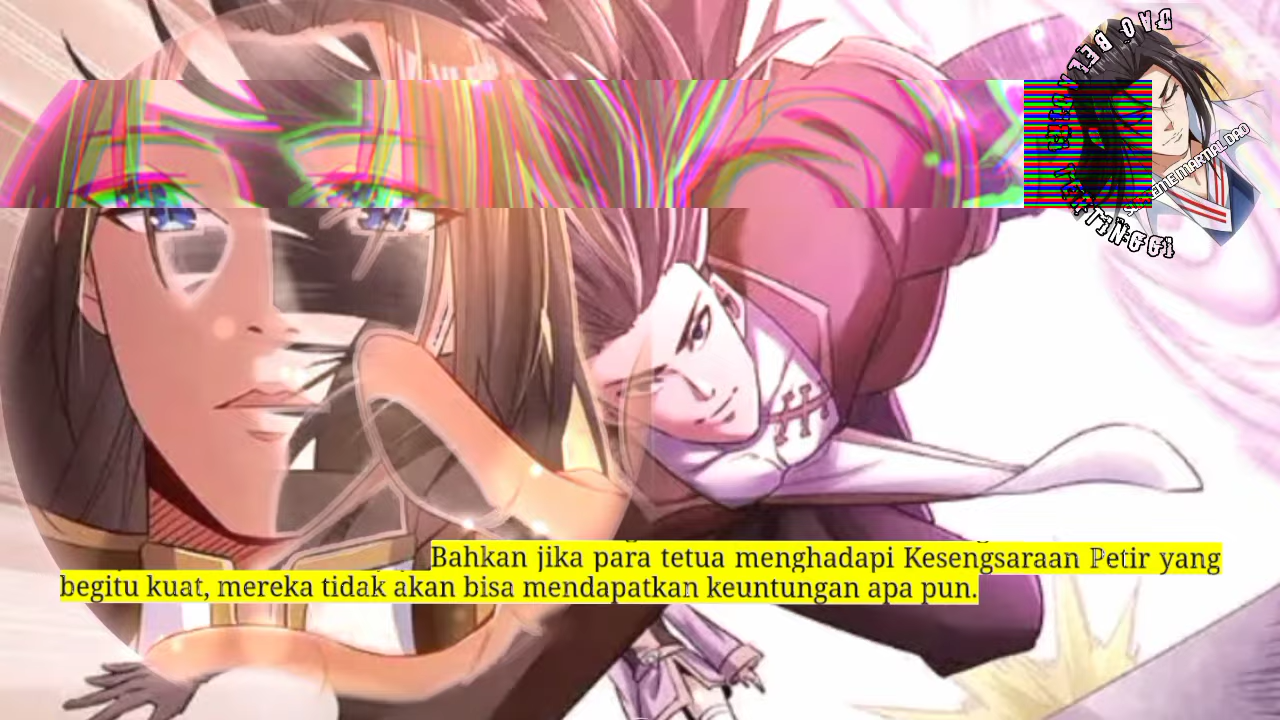 Bahkan jika para tetua menghadapi Kesengsaraan Petir yang
begitu kuat, mereka tidak akan bisa mendapatkan keuntungan apa pun.